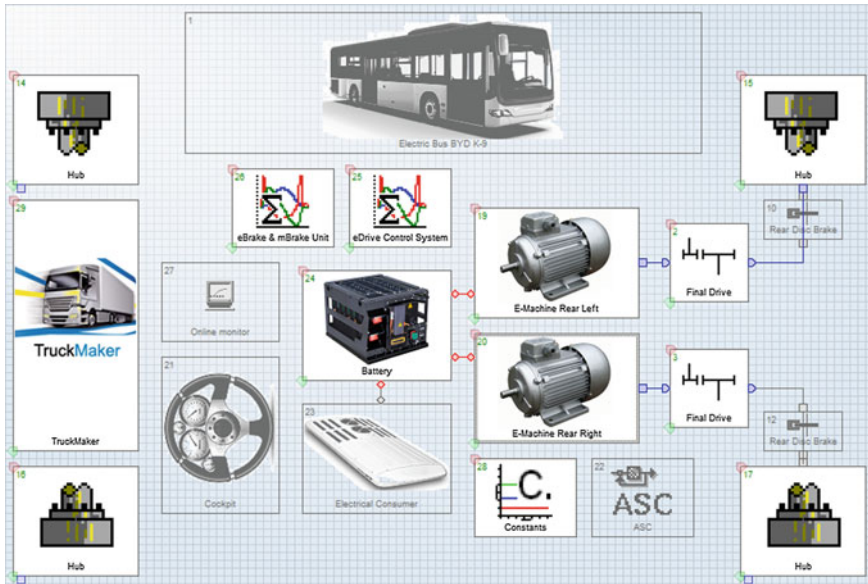 1
Electric Bus BYD K-9
14
Hub
15
Hub
26
eBrake & mBrake Unit
25
eDrive Control System
29
TruckMaker
TruckMaker
19
E-Machine Rear Left
2
Final Drive
10
Rear Disc Brake
27
Online monitor
24
Battery
20
E-Machine Rear Right
3
Final Drive
21
Cockpit
23
Electrical Consumer
12
Rear Disc Brake
16
Hub
28
C.
Constants
22
ASC
ASC
17
Hub